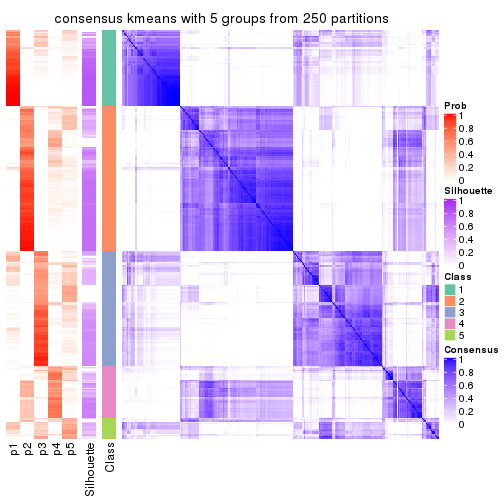 consensus kmeans with 5 groups from 250 partitions
Prob
1
0.8
0.6
0.4
0.2
0
Silhouette
1
0.8
0.6
0.4
0.2
0
Class
1
2
3
4
5
Consensus
1
0.8
0.6
0.4
0.2
0
p1
p2
p3
p4
p5
Silhouette
Class